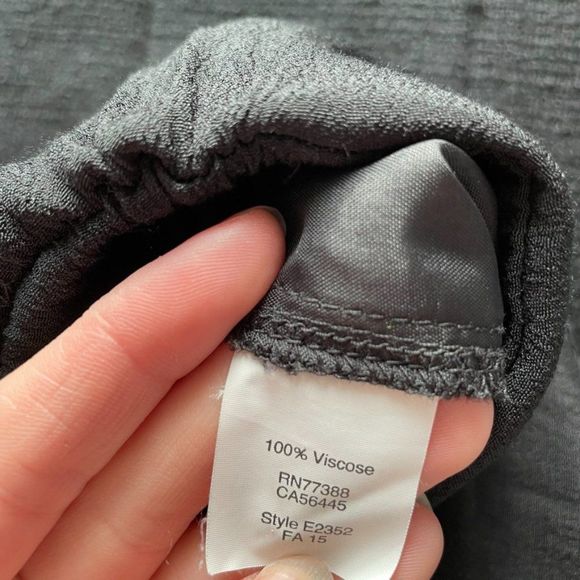 100% Viscose
RN77388
CA56445
Style E2352
FA 15